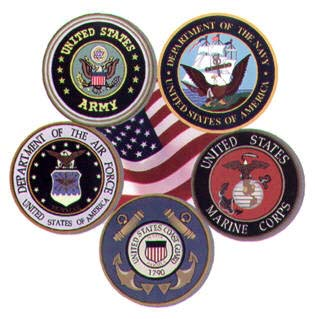 UNITED STATES
ARMY
DEPARTMENT OF THE NAVY
UNITED STATES OF AMERICA
DEPARTMENT OF THE AIR FORCE
UNITED STATES OF AMERICA
UNITED STATES
MARINE CORPS
UNITED STATES COAST GUARD
1790